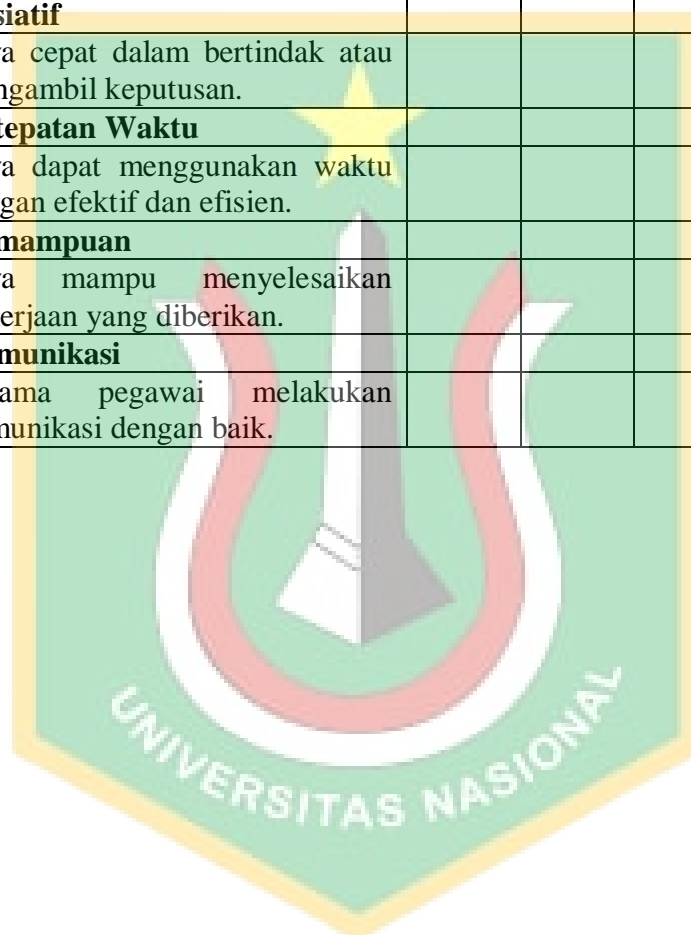 siatif
a cepat dalam bertindak atau
ngambil keputusan.
tepatan Waktu
a dapat menggunakan waktu
gan efektif dan efisien.
mampuan
a mampu menyelesaikan
erjaan yang diberikan.
munikasi
ama pegawai melakukan
munikasi dengan baik.
UNIVERSITAS NASIONAL